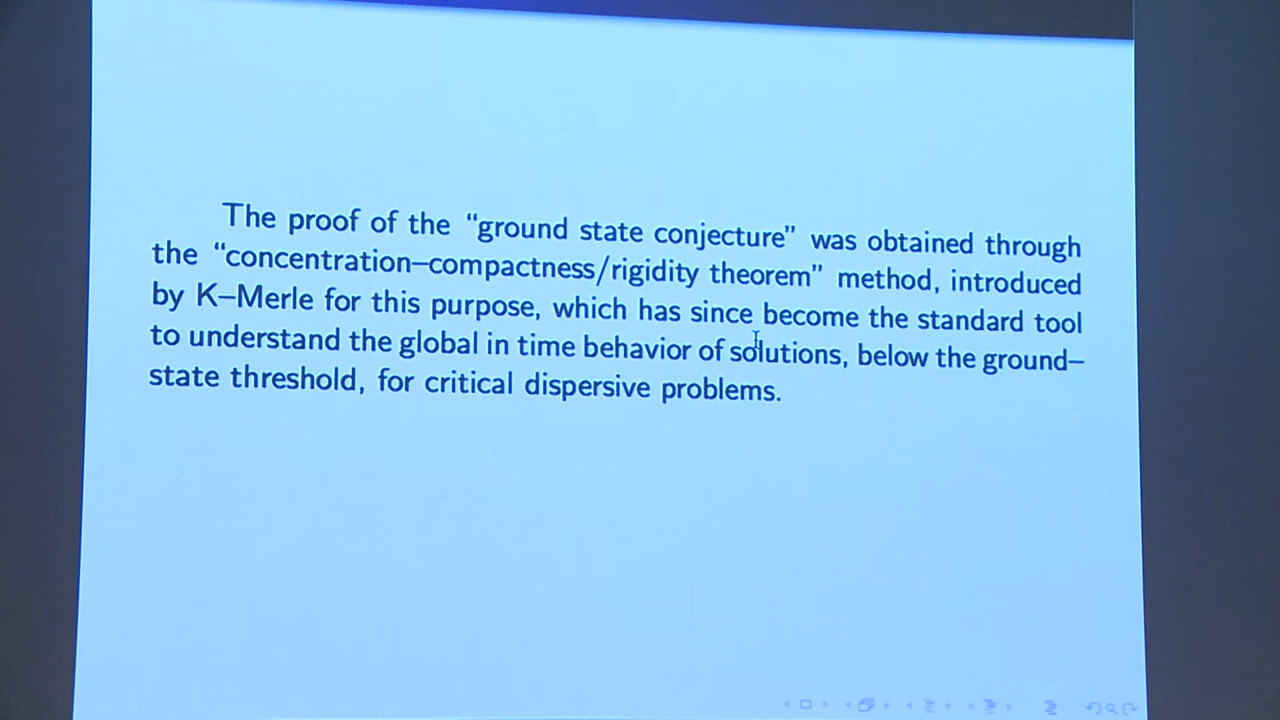 The proof of the “ground state conjecture” was obtained through
the “concentration–compactness/rigidity theorem” method, introduced
by K–Merle for this purpose, which has since become the standard tool
to understand the global in time behavior of solutions, below the ground–
state threshold, for critical dispersive problems.